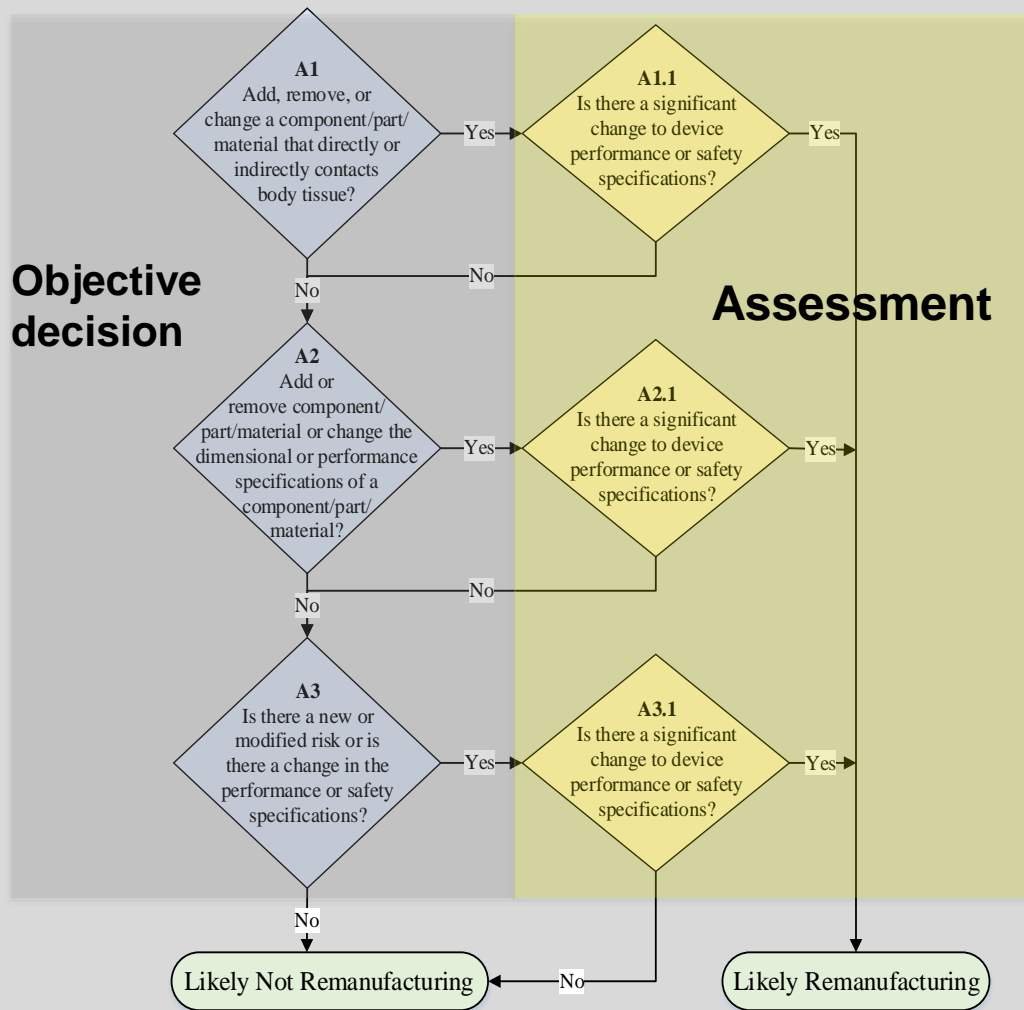 A1
Add, remove, or
change a component/part/
material that directly or
indirectly contacts
body tissue?
Yes
A1.1
Is there a significant
change to device
performance or safety
specifications?
Yes
No
No
Objective
decision
Assessment
A2
Add or
remove component/
part/material or change the
dimensional or performance
specifications of a
component/part/
material?
Yes
A2.1
Is there a significant
change to device
performance or safety
specifications?
Yes
No
No
A3
Is there a new or
modified risk or is
there a change in the
performance or safety
specifications?
Yes
A3.1
Is there a significant
change to device
performance or safety
specifications?
Yes
No
Likely Not Remanufacturing
No
Likely Remanufacturing